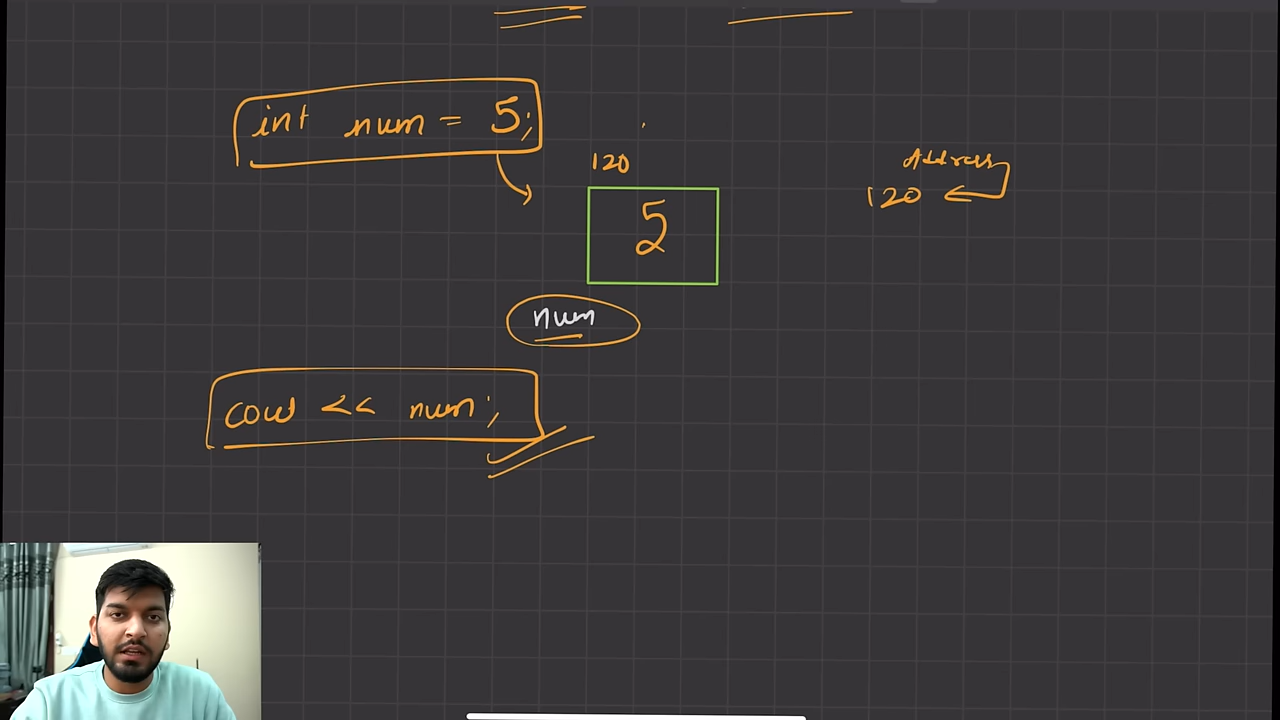 int num = 5;
120
Address
120
5
num
cout << num;